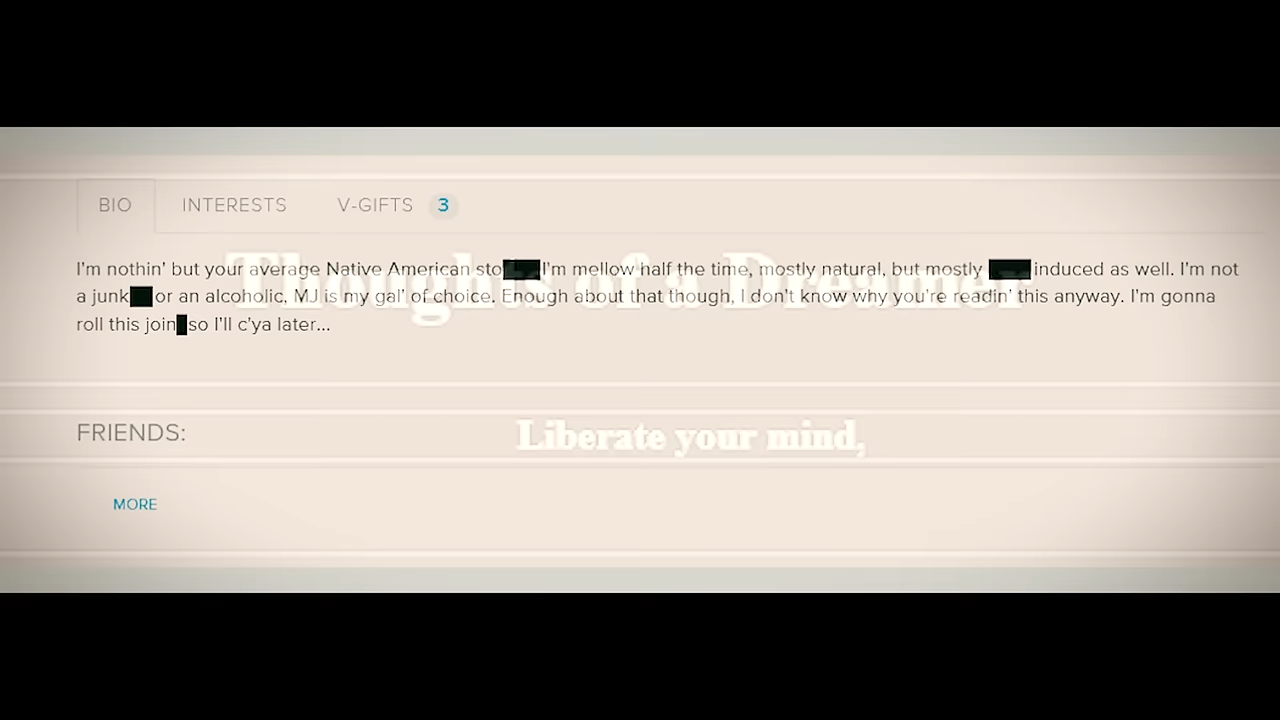 BIO INTERESTS V-GIFTS 3
Thoughts of a Dreamer
I'm nothin' but your average Native American sto I'm mellow half the time, mostly natural, but mostly induced as well. I'm not
a junk or an alcoholic, MJ is my gal' of choice. Enough about that though, I don't know why you're readin' this anyway. I'm gonna
roll this join so I'll c'ya later...
FRIENDS:
Liberate your mind,
MORE